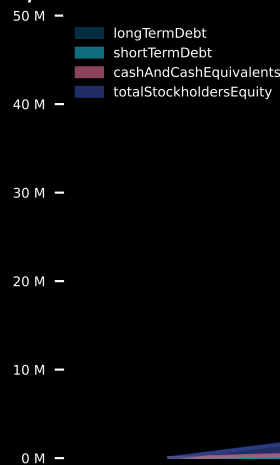 50 M
longTermDebt
shortTermDebt
cashAndCashEquivalents
totalStockholdersEquity
40 M
30 M
20 M
10 M
0 M